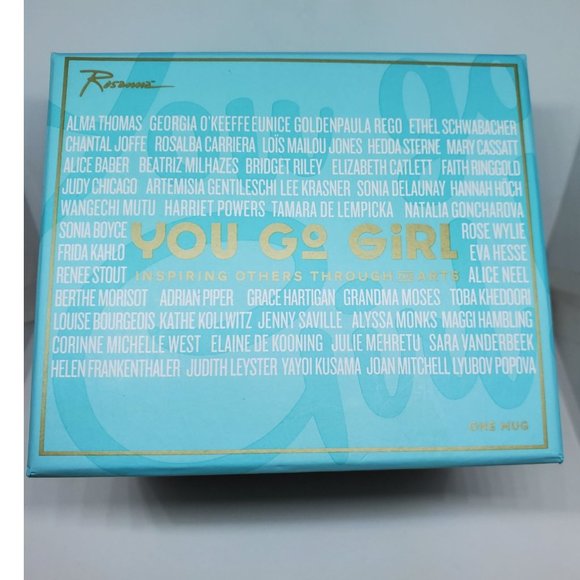 Rosanna
ALMA THOMAS GEORGIA O'KEEFFE EUNICE GOLDEN PAULA REGO ETHEL SCHWABACHER
CHANTAL JOFFE ROSALBA CARRIERA LOÏS MAILOU JONES HEDDA STERNE MARY CASSATT
ALICE BABER BEATRIZ MILHAZES BRIDGET RILEY ELIZABETH CATLETT FAITH RINGGOLD
JUDY CHICAGO ARTEMISIA GENTILESCHI LEE KRASNER SONIA DELAUNAY HANNAH HÖCH
WANGECHI MUTU HARRIET POWERS TAMARA DE LEMPICKA NATALIA GONCHAROVA
SONIA BOYCE YOU GO GIRL ROSE WYLIE
FRIDA KAHLO EVA HESSE
RENEE STOUT INSPIRING OTHERS THROUGH THE ARTS ALICE NEEL
BERTHE MORISOT ADRIAN PIPER GRACE HARTIGAN GRANDMA MOSES TOBA KHEDOORI
LOUISE BOURGEOIS KATHE KOLLWITZ JENNY SAVILLE ALYSSA MONKS MAGGI HAMBLING
CORINNE MICHELLE WEST ELAINE DE KOONING JULIE MEHRETU SARA VANDERBEEK
HELEN FRANKENTHALER JUDITH LEYSTER YAYOI KUSAMA JOAN MITCHELL LYUBOV POPOVA
ONE MUG